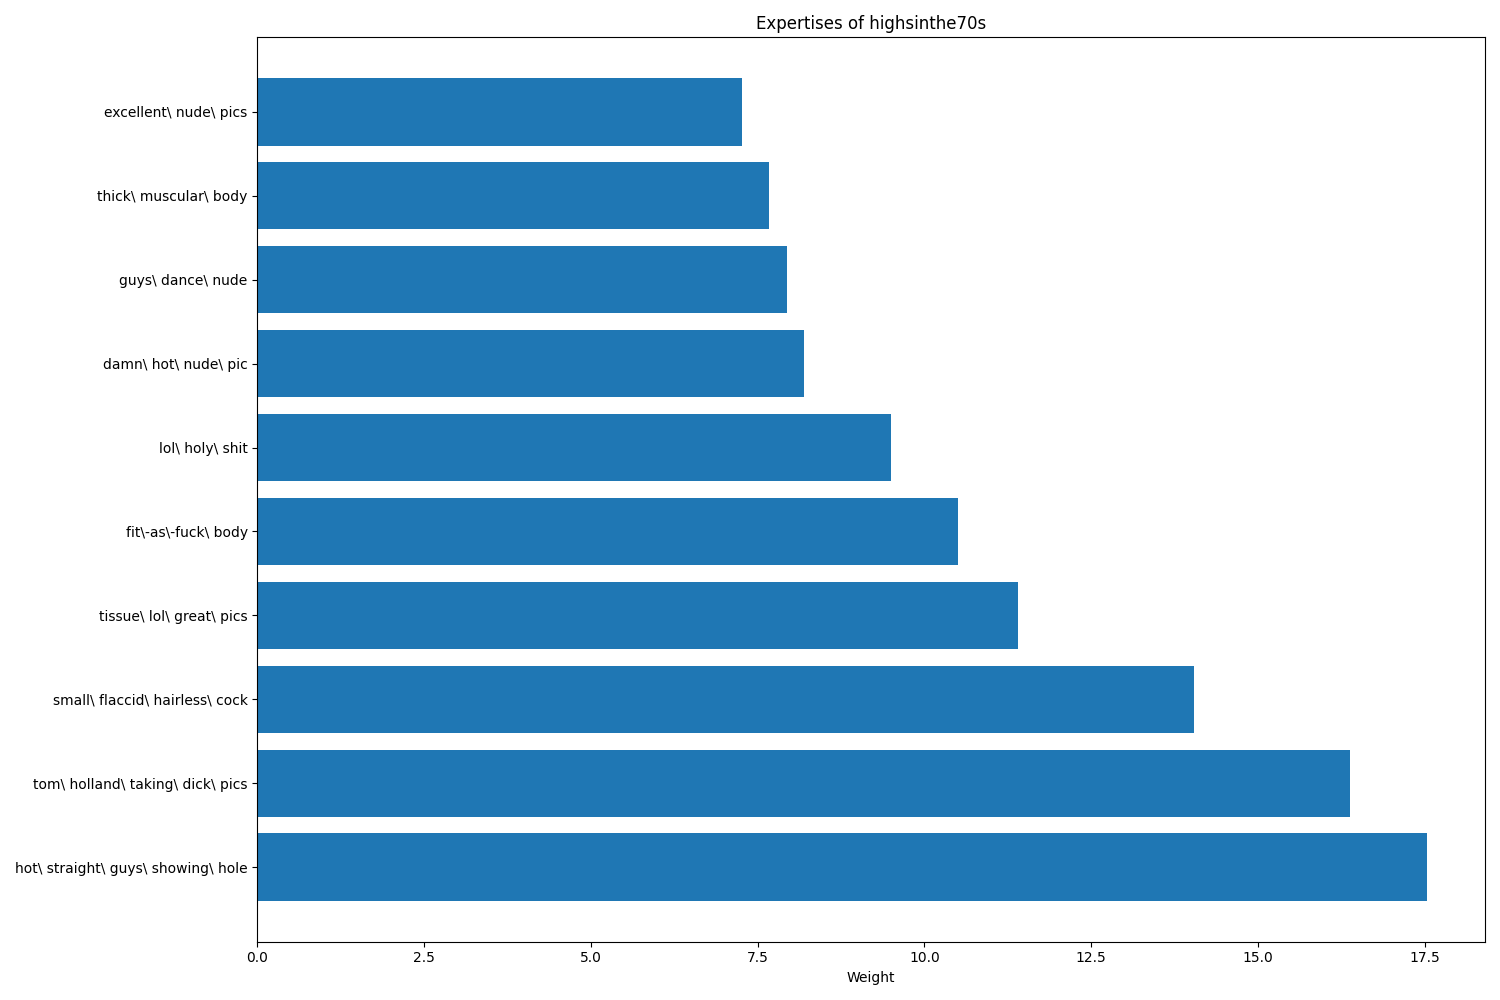 Expertises of highsinthe70s
excellent\ nude\ pics
thick\ muscular\ body
guys\ dance\ nude
damn\ hot\ nude\ pic
lol\ holy\ shit
fit\-as\-fuck\ body
tissue\ lol\ great\ pics
small\ flaccid\ hairless\ cock
tom\ holland\ taking\ dick\ pics
hot\ straight\ guys\ showing\ hole
0.0 2.5 5.0 7.5 10.0 12.5 15.0 17.5
Weight